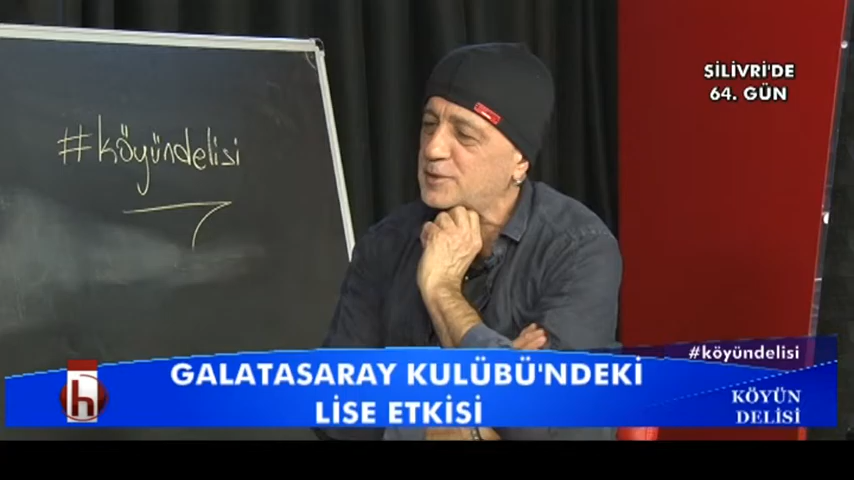 SİLİVRİ'DE
64. GÜN
#köyündelisi
#köyündelisi
GALATASARAY KULÜBÜ'NDEKİ
LİSE ETKİSİ
KÖYÜN
DELİSİ
h